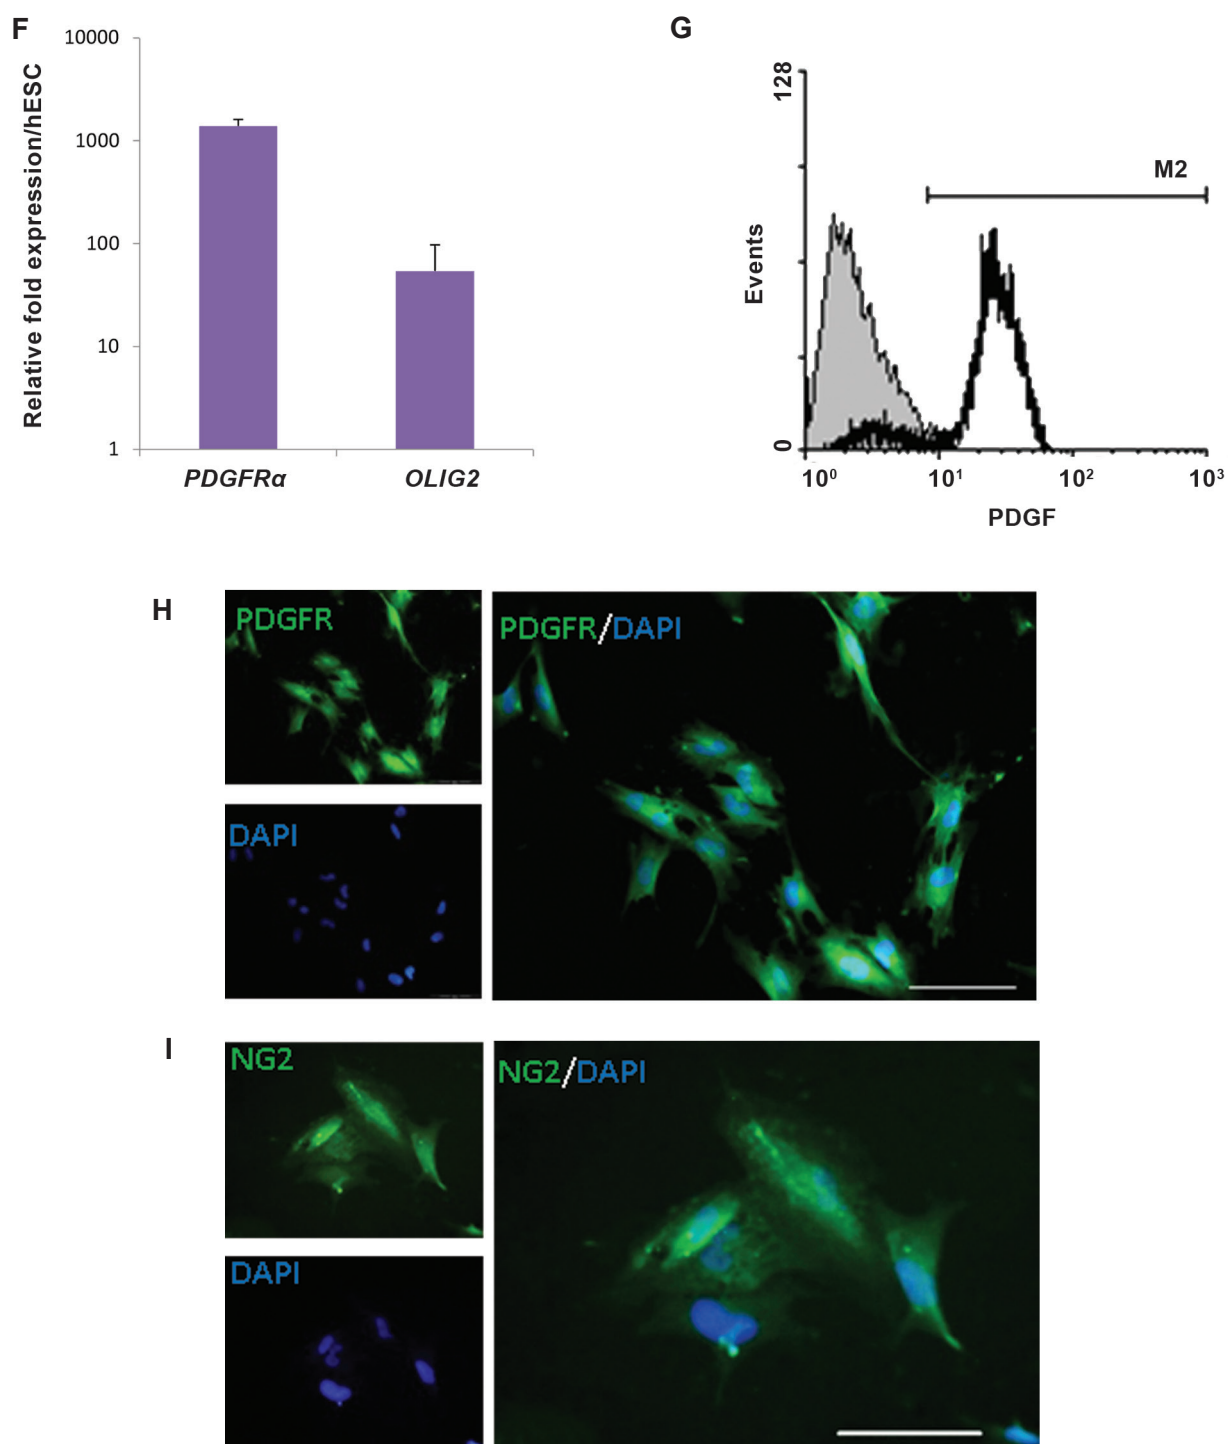 F
10000
1000
100
10
1
Relative fold expression/hESC
PDGFRα OLIG2
G
128
0
Events
M2
10⁰ 10¹ 10² 10³
PDGF
H
PDGFR
DAPI
PDGFR/DAPI
I
NG2
DAPI
NG2/DAPI